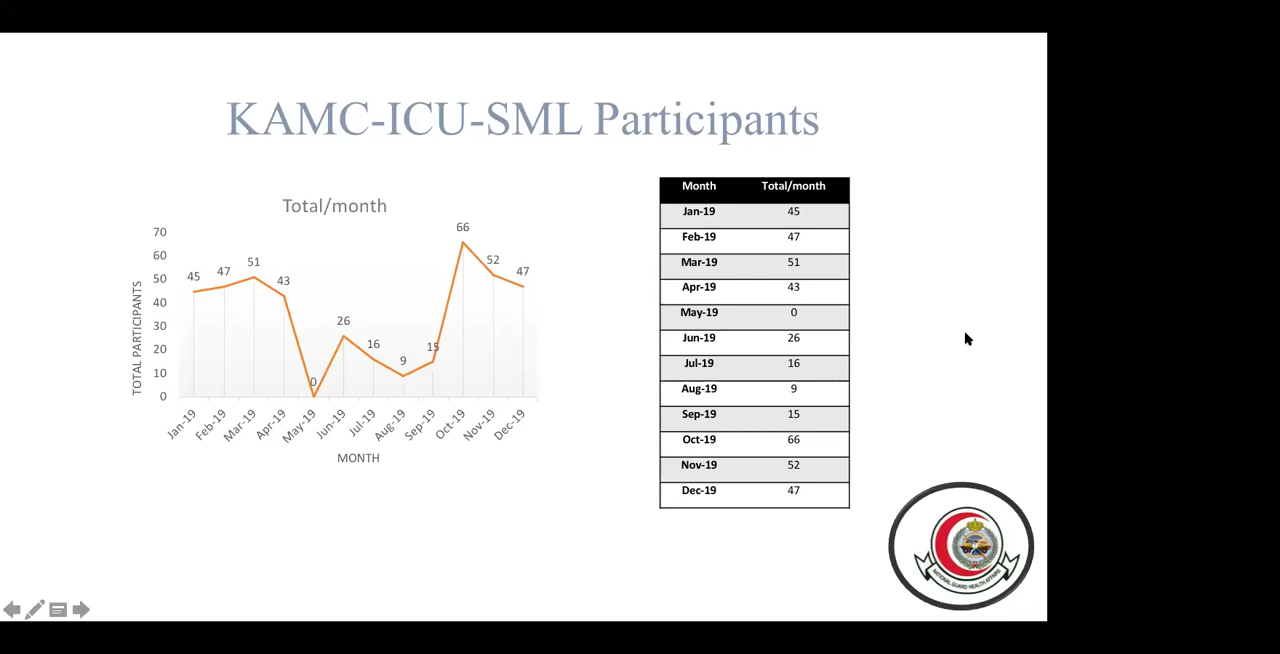 KAMC-ICU-SML Participants
Total/month
70
60
50
40
30
20
10
0
TOTAL PARTICIPANTS
45
47
51
43
0
26
16
9
15
66
52
47
Jan-19
Feb-19
Mar-19
Apr-19
May-19
Jun-19
Jul-19
Aug-19
Sep-19
Oct-19
Nov-19
Dec-19
MONTH
Month Total/month
Jan-19 45
Feb-19 47
Mar-19 51
Apr-19 43
May-19 0
Jun-19 26
Jul-19 16
Aug-19 9
Sep-19 15
Oct-19 66
Nov-19 52
Dec-19 47
NATIONAL GUARD HEALTH AFFAIRS